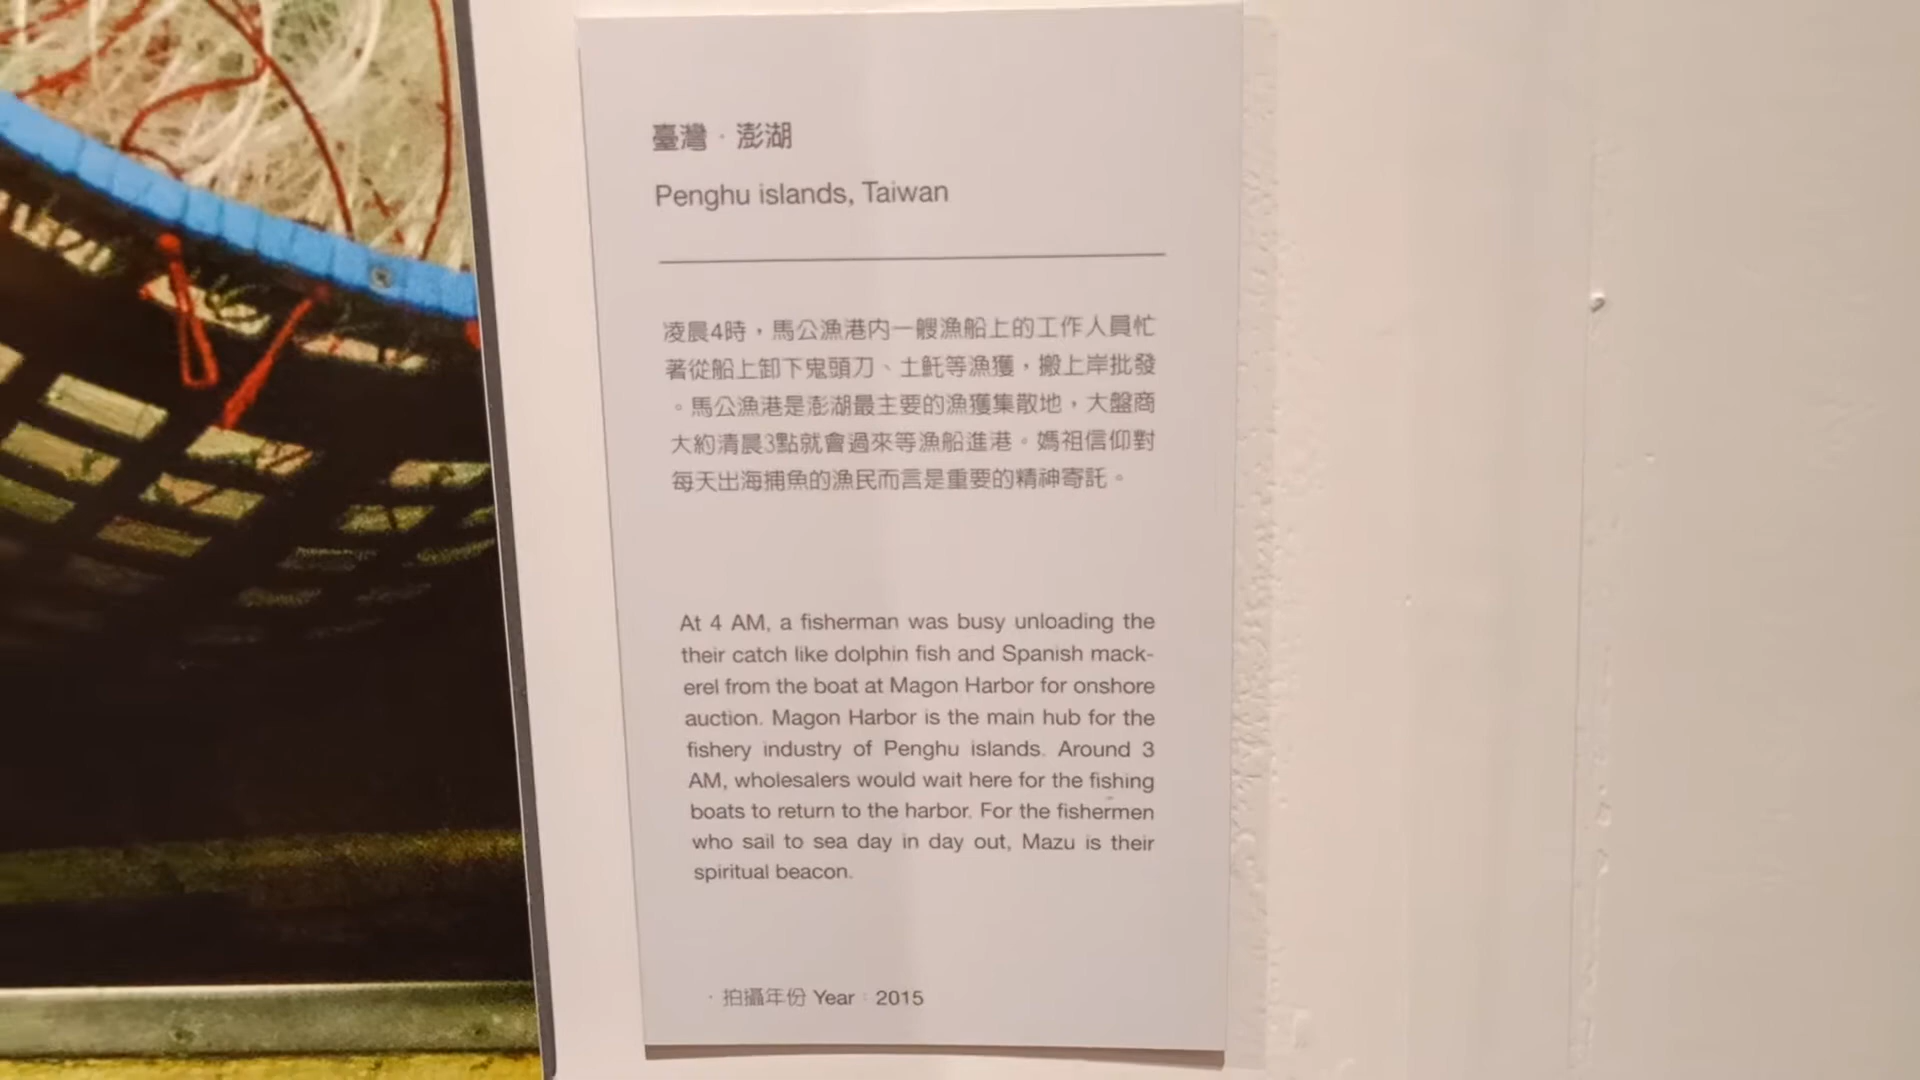 臺灣·澎湖
Penghu islands, Taiwan
凌晨4時，馬公漁港內一艘漁船上的工作人員忙
著從船上卸下鬼頭刀、土魠等漁獲，搬上岸批發
。馬公漁港是澎湖最主要的漁獲集散地，大盤商
大約清晨3點就會過來等漁船進港。媽祖信仰對
每天出海捕魚的漁民而言是重要的精神寄託。
At 4 AM, a fisherman was busy unloading the
their catch like dolphin fish and Spanish mack-
erel from the boat at Magon Harbor for onshore
auction. Magon Harbor is the main hub for the
fishery industry of Penghu islands. Around 3
AM, wholesalers would wait here for the fishing
boats to return to the harbor. For the fishermen
who sail to sea day in day out, Mazu is their
spiritual beacon.
·拍攝年份 Year：2015